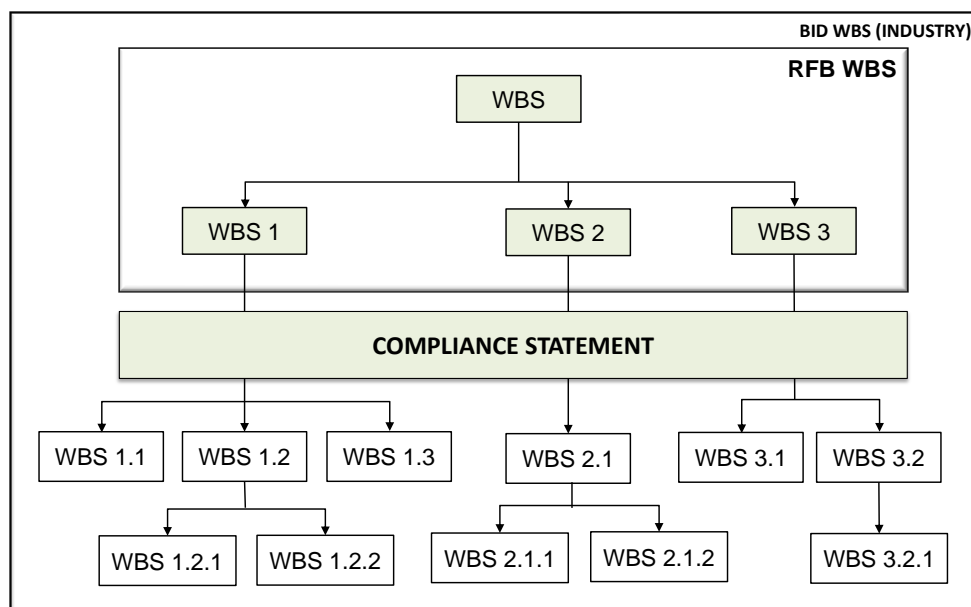 BID WBS (INDUSTRY)
RFB WBS
WBS
WBS 1
WBS 2
WBS 3
COMPLIANCE STATEMENT
WBS 1.1
WBS 1.2
WBS 1.3
WBS 2.1
WBS 3.1
WBS 3.2
WBS 1.2.1
WBS 1.2.2
WBS 2.1.1
WBS 2.1.2
WBS 3.2.1